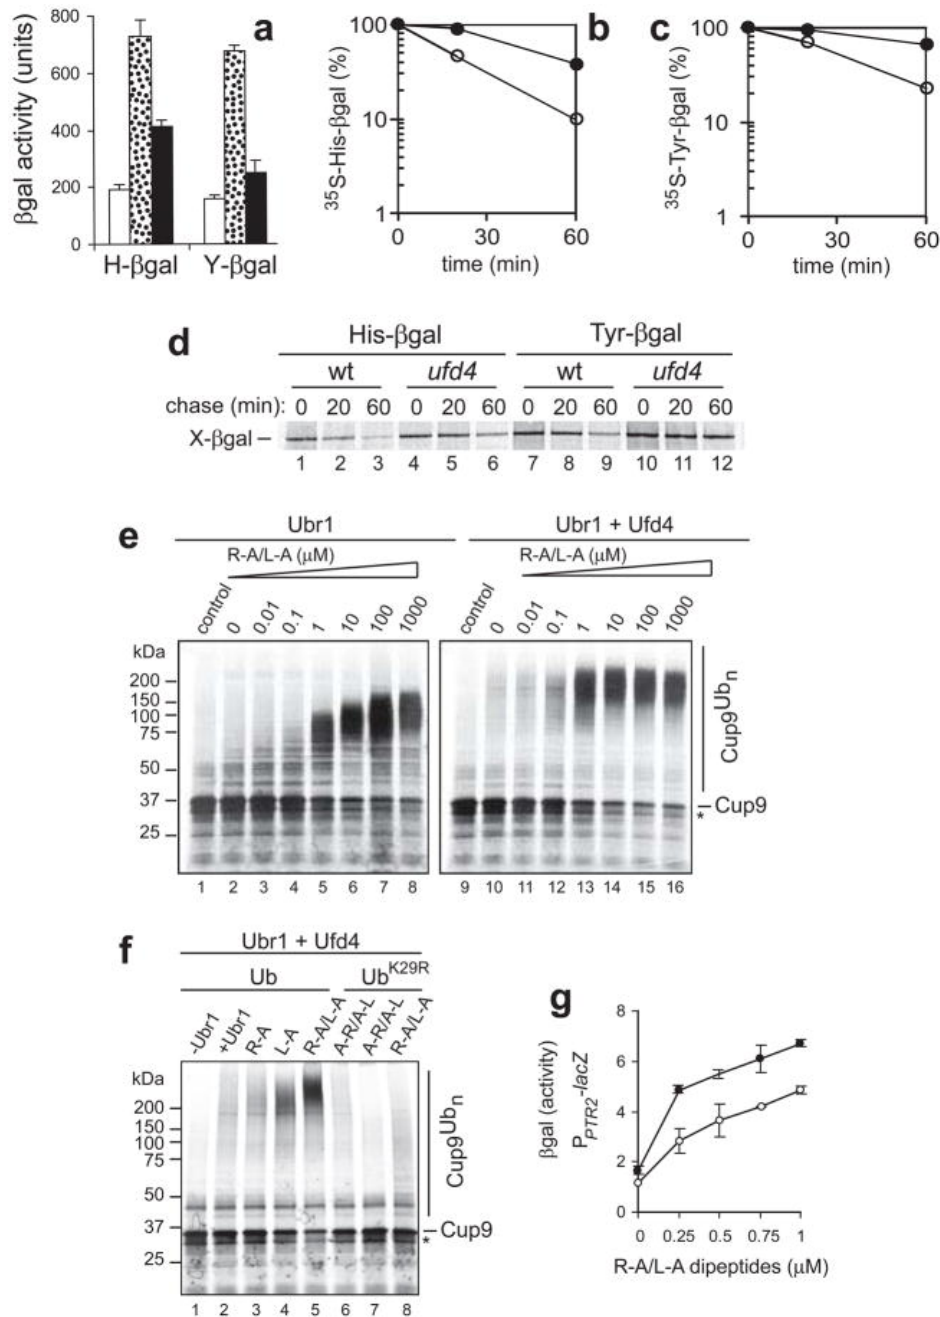 a
βgal activity (units)
800
600
400
200
0
H-βgal Y-βgal
b
³⁵S-His-βgal (%)
100
10
1
0 30 60
time (min)
c
³⁵S-Tyr-βgal (%)
100
10
1
0 30 60
time (min)
d
His-βgal Tyr-βgal
wt ufd4 wt ufd4
chase (min): 0 20 60 0 20 60 0 20 60 0 20 60
X-βgal –
1 2 3 4 5 6 7 8 9 10 11 12
e
Ubr1 Ubr1 + Ufd4
R-A/L-A (μM) R-A/L-A (μM)
control 0 0.01 0.1 1 10 100 1000 control 0 0.01 0.1 1 10 100 1000
kDa
200
150
100
75
50
37
25
Cup9Ubn
Cup9
*
1 2 3 4 5 6 7 8 9 10 11 12 13 14 15 16
f
Ubr1 + Ufd4
Ub Ub^K29R
-Ubr1 +Ubr1 R-A L-A R-A/L-A A-R/A-L A-R/A-L R-A/L-A
kDa
200
150
100
75
50
37
25
Cup9Ubn
Cup9
*
1 2 3 4 5 6 7 8
g
βgal (activity)
P_PTR2-lacZ
8
6
4
2
0
0 0.25 0.5 0.75 1
R-A/L-A dipeptides (μM)